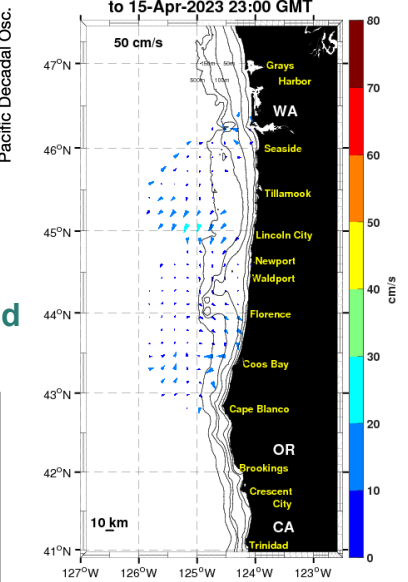 to 15-Apr-2023 23:00 GMT
Pacific Decadal Osc.
d
50 cm/s
47°N
46°N
45°N
44°N
43°N
42°N
41°N
127°W
126°W
125°W
124°W
123°W
50m
500m
Grays
Harbor
WA
Seaside
Tillamook
Lincoln City
Newport
Waldport
Florence
Coos Bay
Cape Blanco
OR
Brookings
Crescent
City
CA
Trinidad
10 km
80
70
60
50
40
30
20
10
0
cm/s